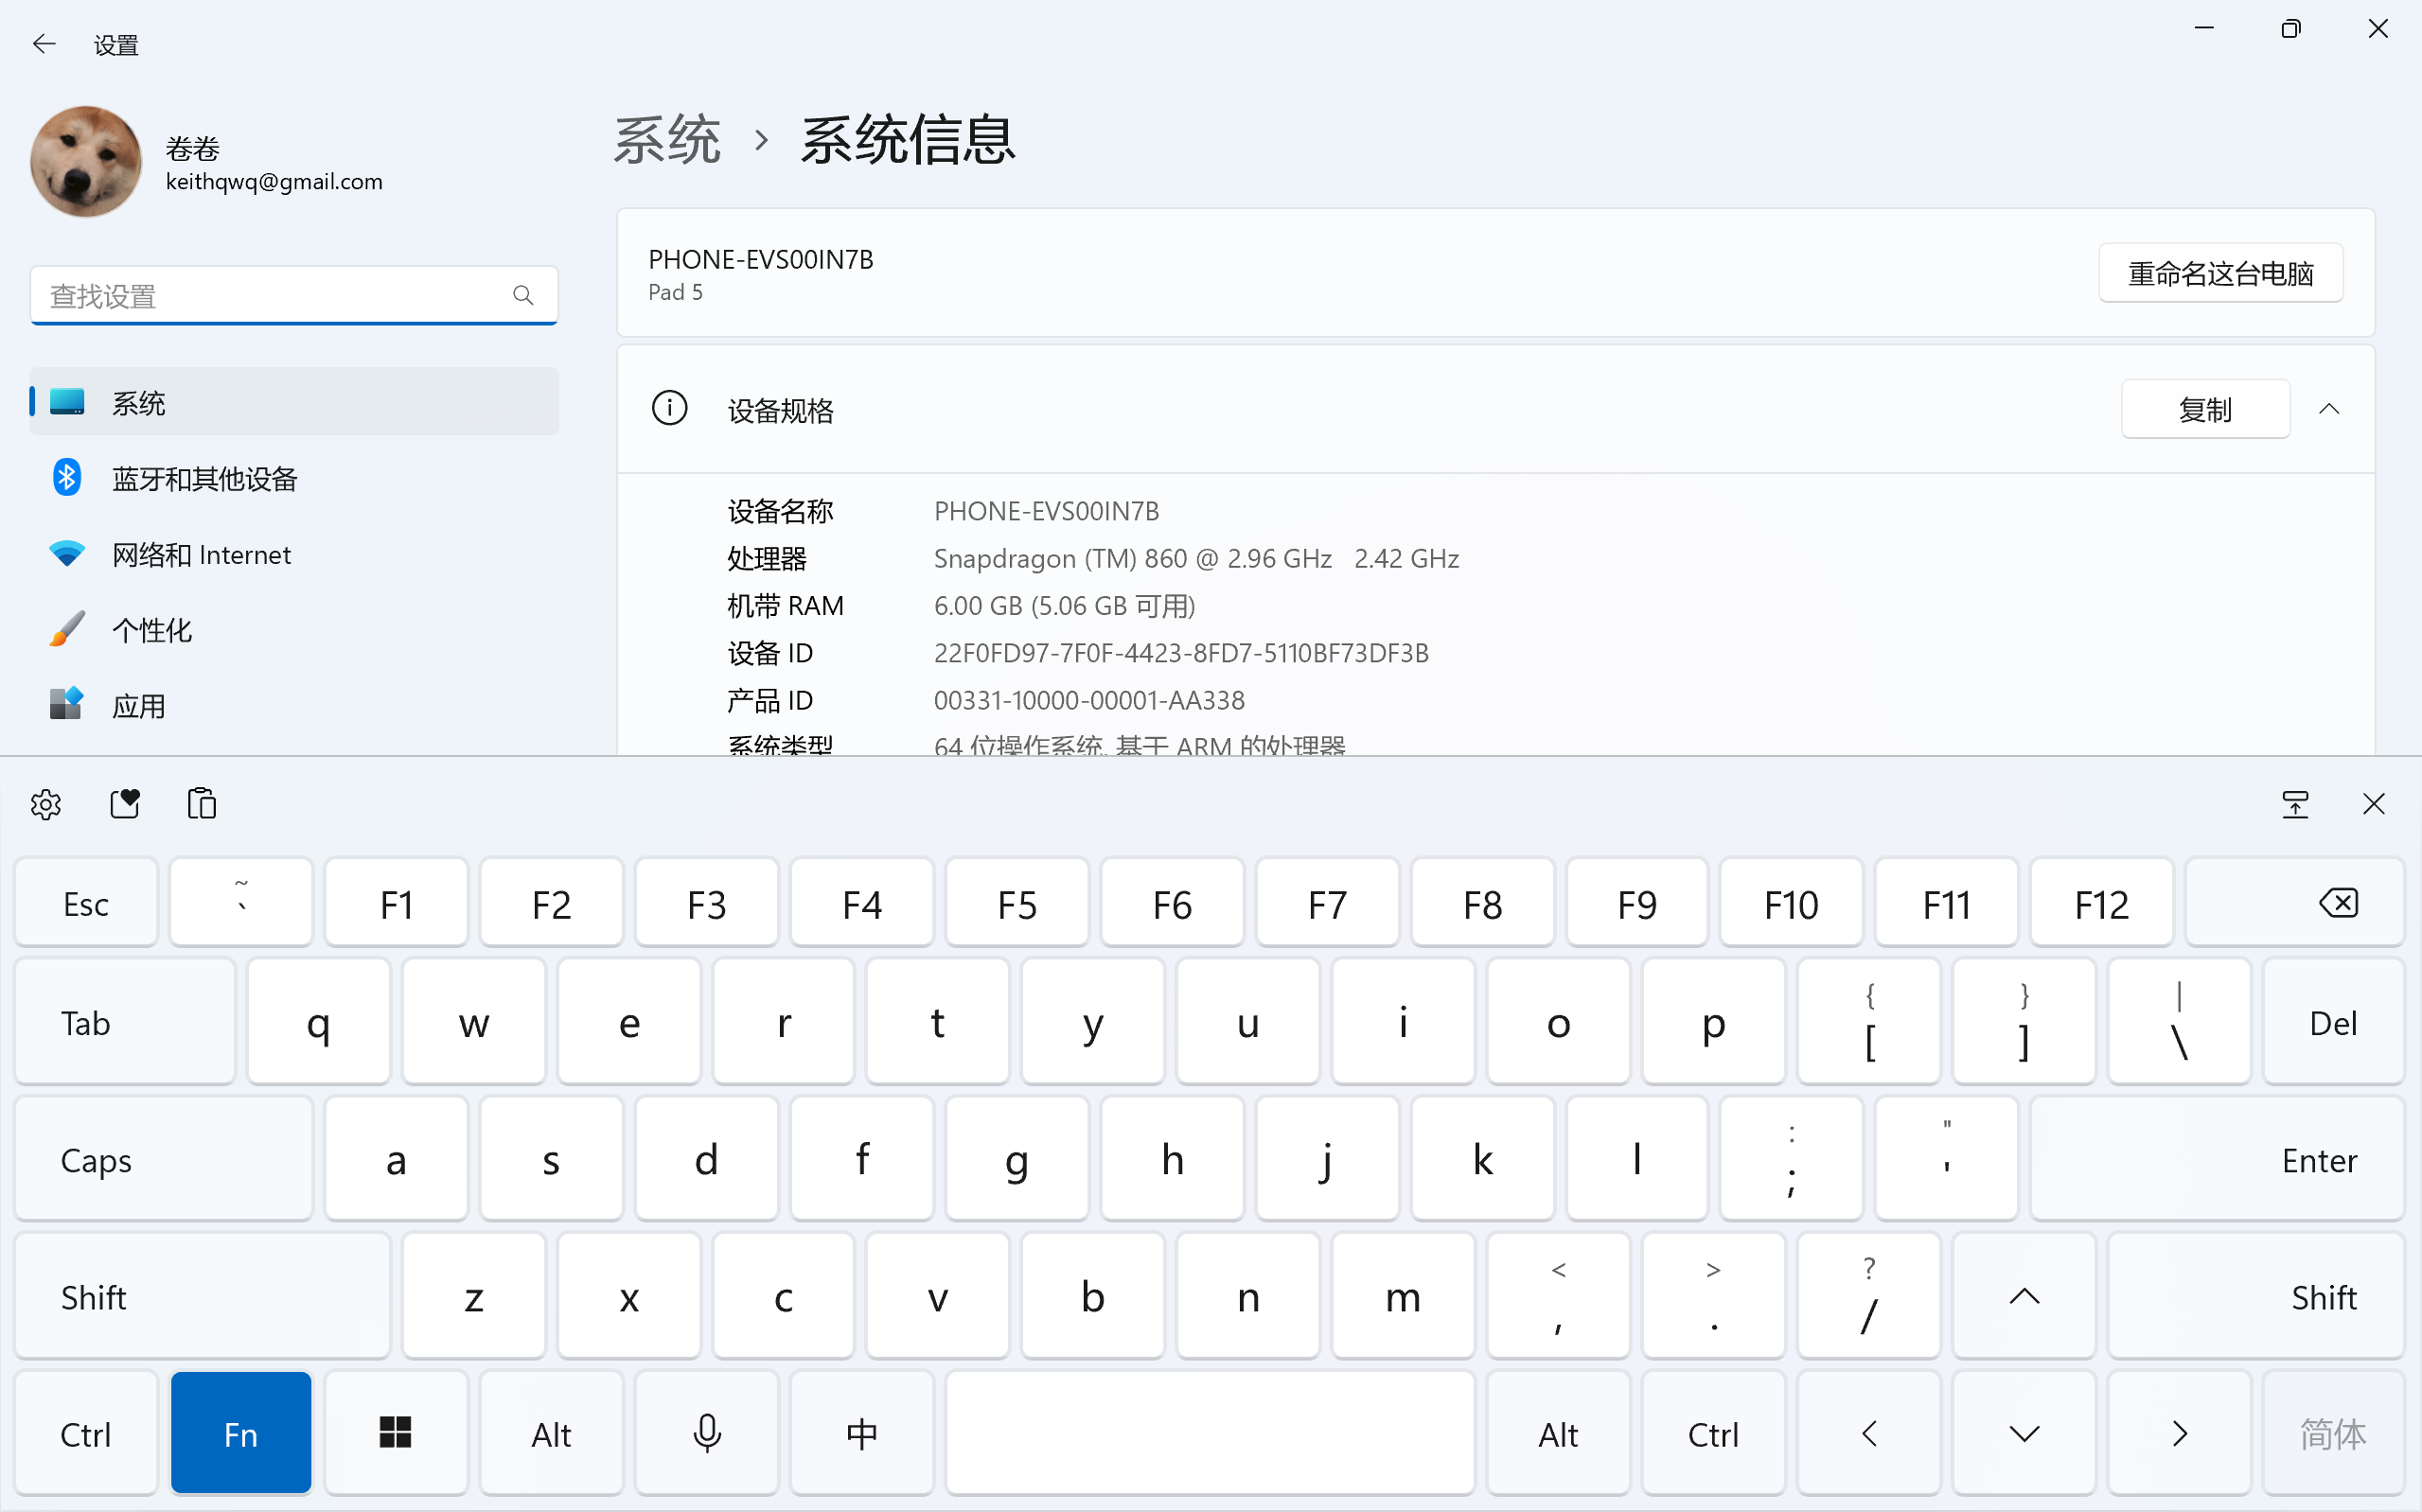 设置
卷卷
keithqwq@gmail.com
查找设置
系统
蓝牙和其他设备
网络和 Internet
个性化
应用
系统 › 系统信息
PHONE-EVS00IN7B
Pad 5
重命名这台电脑
设备规格
复制
设备名称 PHONE-EVS00IN7B
处理器 Snapdragon (TM) 860 @ 2.96 GHz 2.42 GHz
机带 RAM 6.00 GB (5.06 GB 可用)
设备 ID 22F0FD97-7F0F-4423-8FD7-5110BF73DF3B
产品 ID 00331-10000-00001-AA338
系统类型 64 位操作系统, 基于 ARM 的处理器
Esc ~ ` F1 F2 F3 F4 F5 F6 F7 F8 F9 F10 F11 F12
Tab q w e r t y u i o p { [ } ] | \ Del
Caps a s d f g h j k l : ; " ' Enter
Shift z x c v b n m < , > . ? / Shift
Ctrl Fn Alt 中 Alt Ctrl 简体